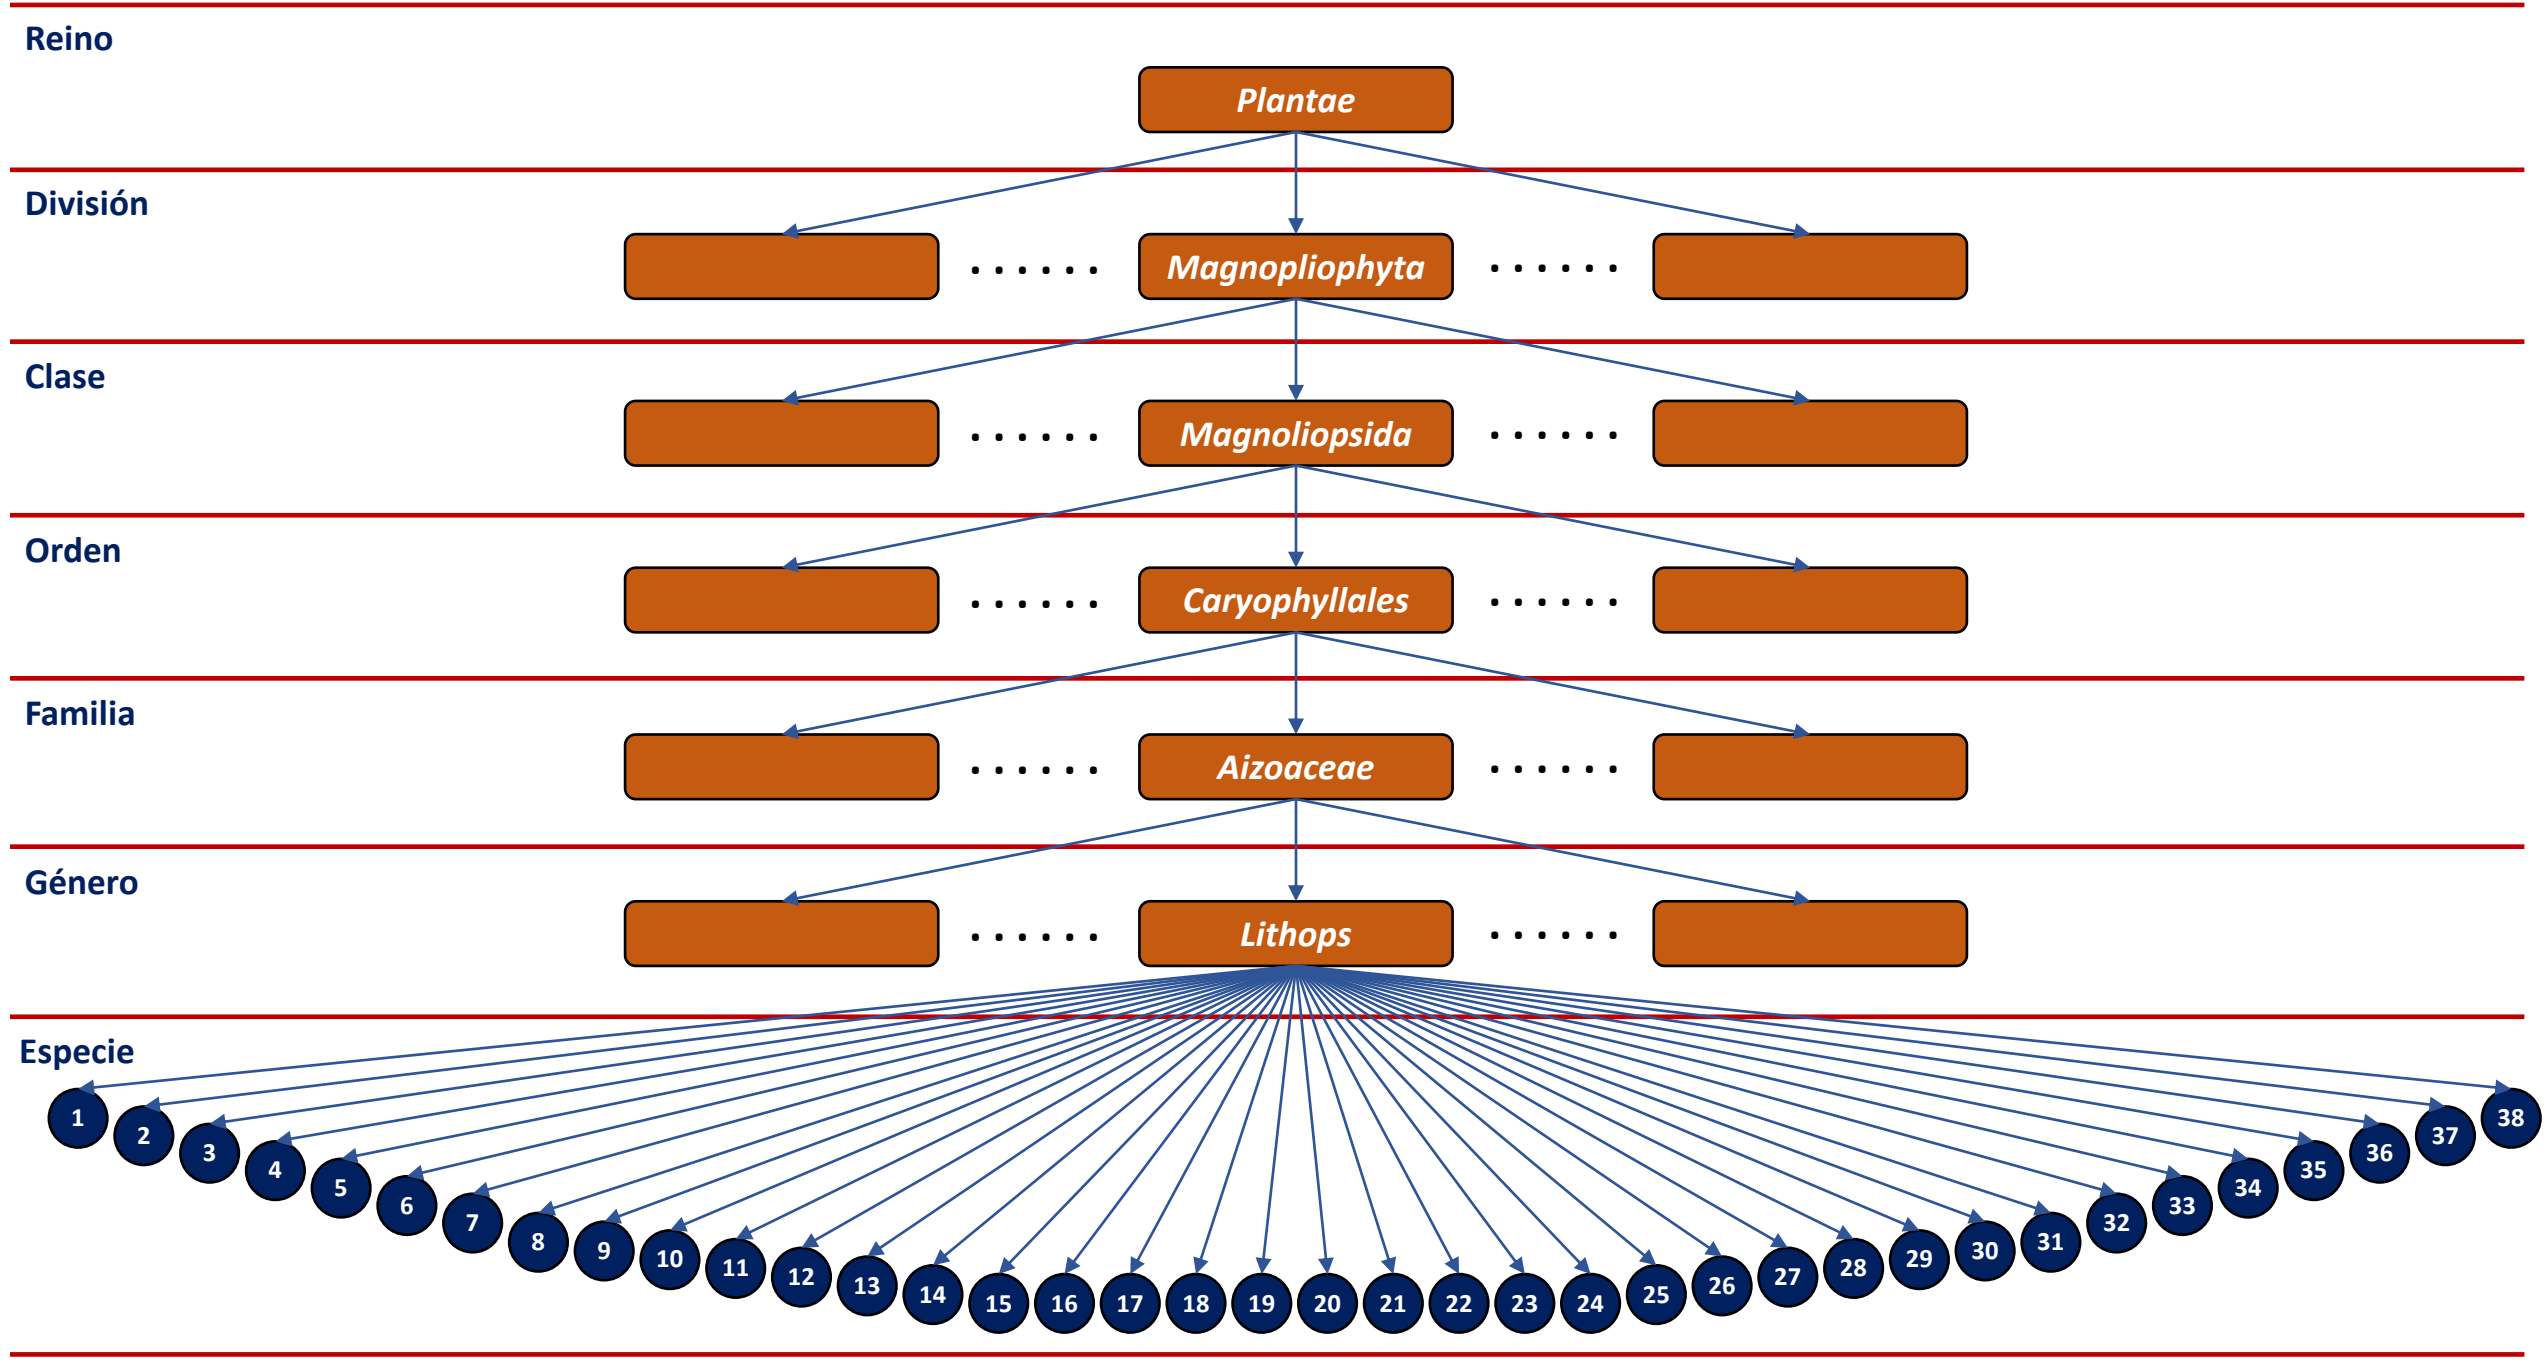 Reino
Plantae
División
. . . . . . Magnopliophyta . . . . . .
Clase
. . . . . . Magnoliopsida . . . . . .
Orden
. . . . . . Caryophyllales . . . . . .
Familia
. . . . . . Aizoaceae . . . . . .
Género
. . . . . . Lithops . . . . . .
Especie
1 2 3 4 5 6 7 8 9 10 11 12 13 14 15 16 17 18 19 20 21 22 23 24 25 26 27 28 29 30 31 32 33 34 35 36 37 38